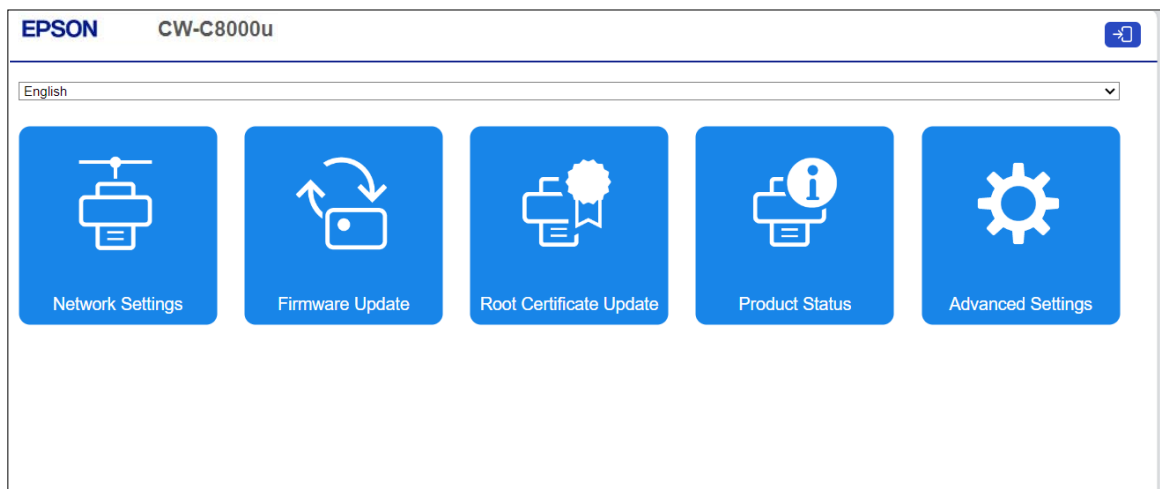 EPSON CW-C8000u
English
Network Settings
Firmware Update
Root Certificate Update
Product Status
Advanced Settings